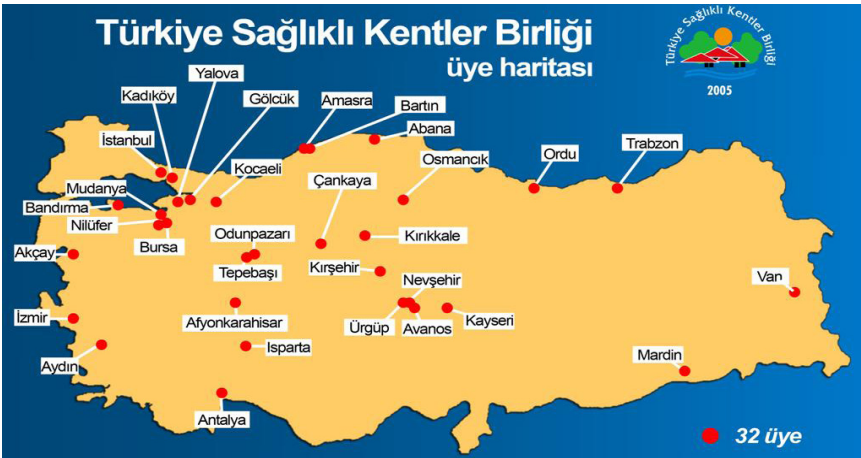 Türkiye Sağlıklı Kentler Birliği
üye haritası
Türkiye Sağlıklı Kentler Birliği
2005
Yalova
Kadıköy
Gölcük
Amasra
Bartın
Abana
İstanbul
Kocaeli
Osmancık
Ordu
Trabzon
Mudanya
Çankaya
Bandırma
Nilüfer
Bursa
Odunpazarı
Kırıkkale
Akçay
Tepebaşı
Kırşehir
Nevşehir
Van
İzmir
Afyonkarahisar
Ürgüp
Avanos
Kayseri
Isparta
Mardin
Aydın
Antalya
32 üye